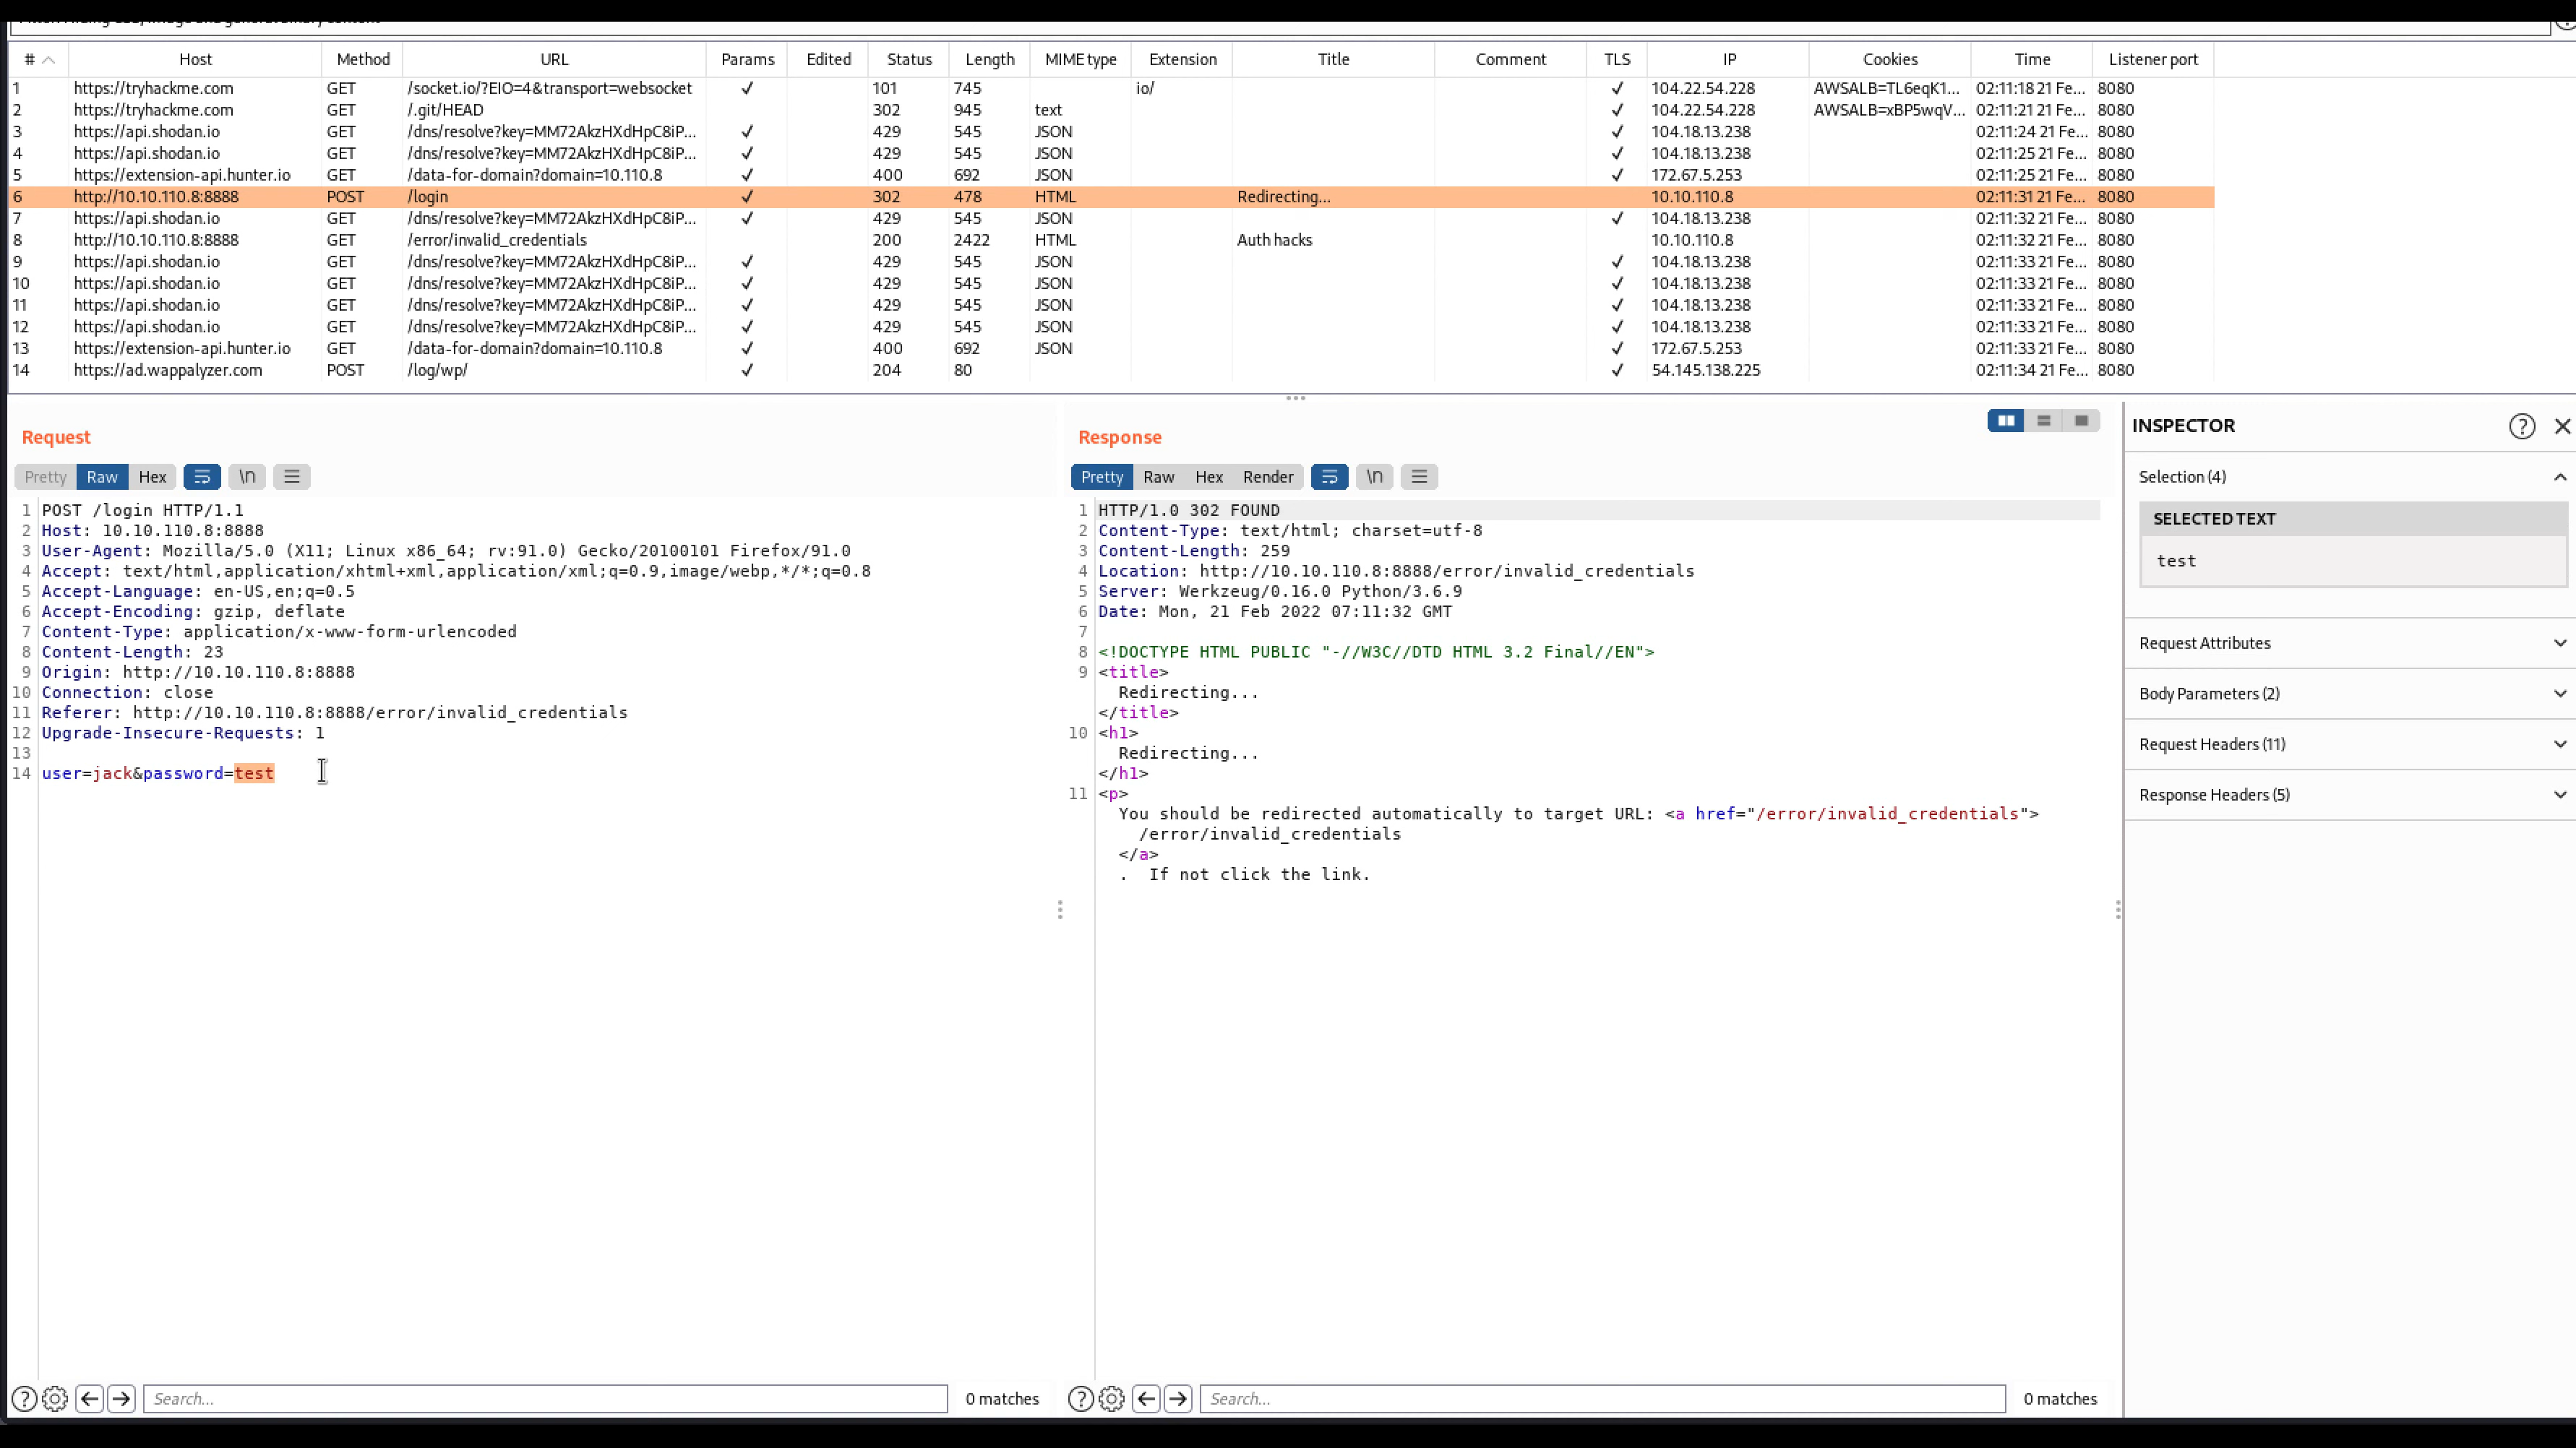 # Host Method URL Params Edited Status Length MIME type Extension Title Comment TLS IP Cookies Time Listener port
1 https://tryhackme.com GET /socket.io/?EIO=4&transport=websocket ✓ 101 745 io/ ✓ 104.22.54.228 AWSALB=TL6eqK1... 02:11:18 21 Fe... 8080
2 https://tryhackme.com GET /.git/HEAD 302 945 text ✓ 104.22.54.228 AWSALB=xBP5wqV... 02:11:21 21 Fe... 8080
3 https://api.shodan.io GET /dns/resolve?key=MM72AkzHXdHpC8iP... ✓ 429 545 JSON ✓ 104.18.13.238 02:11:24 21 Fe... 8080
4 https://api.shodan.io GET /dns/resolve?key=MM72AkzHXdHpC8iP... ✓ 429 545 JSON ✓ 104.18.13.238 02:11:25 21 Fe... 8080
5 https://extension-api.hunter.io GET /data-for-domain?domain=10.110.8 ✓ 400 692 JSON ✓ 172.67.5.253 02:11:25 21 Fe... 8080
6 http://10.10.110.8:8888 POST /login ✓ 302 478 HTML Redirecting... 10.10.110.8 02:11:31 21 Fe... 8080
7 https://api.shodan.io GET /dns/resolve?key=MM72AkzHXdHpC8iP... ✓ 429 545 JSON ✓ 104.18.13.238 02:11:32 21 Fe... 8080
8 http://10.10.110.8:8888 GET /error/invalid_credentials 200 2422 HTML Auth hacks 10.10.110.8 02:11:32 21 Fe... 8080
9 https://api.shodan.io GET /dns/resolve?key=MM72AkzHXdHpC8iP... ✓ 429 545 JSON ✓ 104.18.13.238 02:11:33 21 Fe... 8080
10 https://api.shodan.io GET /dns/resolve?key=MM72AkzHXdHpC8iP... ✓ 429 545 JSON ✓ 104.18.13.238 02:11:33 21 Fe... 8080
11 https://api.shodan.io GET /dns/resolve?key=MM72AkzHXdHpC8iP... ✓ 429 545 JSON ✓ 104.18.13.238 02:11:33 21 Fe... 8080
12 https://api.shodan.io GET /dns/resolve?key=MM72AkzHXdHpC8iP... ✓ 429 545 JSON ✓ 104.18.13.238 02:11:33 21 Fe... 8080
13 https://extension-api.hunter.io GET /data-for-domain?domain=10.110.8 ✓ 400 692 JSON ✓ 172.67.5.253 02:11:33 21 Fe... 8080
14 https://ad.wappalyzer.com POST /log/wp/ ✓ 204 80 ✓ 54.145.138.225 02:11:34 21 Fe... 8080
Request
Pretty Raw Hex \n
1 POST /login HTTP/1.1
2 Host: 10.10.110.8:8888
3 User-Agent: Mozilla/5.0 (X11; Linux x86_64; rv:91.0) Gecko/20100101 Firefox/91.0
4 Accept: text/html,application/xhtml+xml,application/xml;q=0.9,image/webp,*/*;q=0.8
5 Accept-Language: en-US,en;q=0.5
6 Accept-Encoding: gzip, deflate
7 Content-Type: application/x-www-form-urlencoded
8 Content-Length: 23
9 Origin: http://10.10.110.8:8888
10 Connection: close
11 Referer: http://10.10.110.8:8888/error/invalid_credentials
12 Upgrade-Insecure-Requests: 1
13
14 user=jack&password=test
Search... 0 matches
Response
Pretty Raw Hex Render \n
1 HTTP/1.0 302 FOUND
2 Content-Type: text/html; charset=utf-8
3 Content-Length: 259
4 Location: http://10.10.110.8:8888/error/invalid_credentials
5 Server: Werkzeug/0.16.0 Python/3.6.9
6 Date: Mon, 21 Feb 2022 07:11:32 GMT
7
8 <!DOCTYPE HTML PUBLIC "-//W3C//DTD HTML 3.2 Final//EN">
9 <title>
Redirecting...
</title>
10 <h1>
Redirecting...
</h1>
11 <p>
You should be redirected automatically to target URL: <a href="/error/invalid_credentials">
/error/invalid_credentials
</a>
. If not click the link.
Search... 0 matches
INSPECTOR
Selection (4)
SELECTED TEXT
test
Request Attributes
Body Parameters (2)
Request Headers (11)
Response Headers (5)